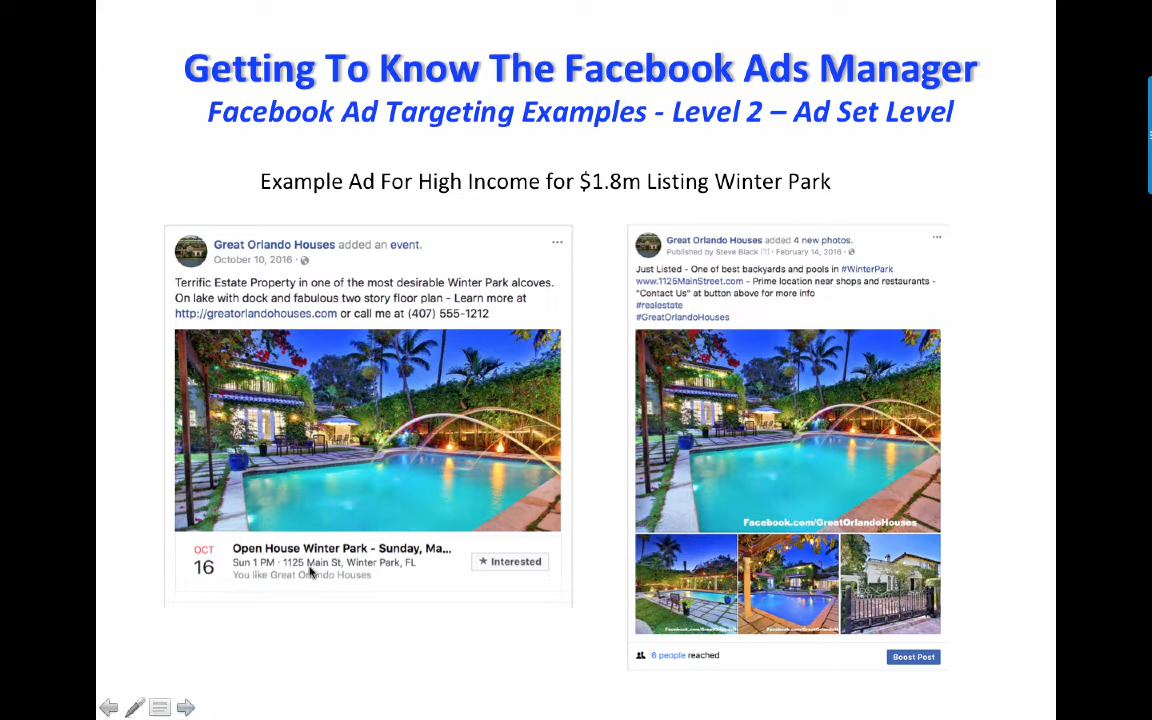 Getting To Know The Facebook Ads Manager
Facebook Ad Targeting Examples - Level 2 – Ad Set Level
Example Ad For High Income for $1.8m Listing Winter Park
Great Orlando Houses added an event.
October 10, 2016 ·
Terrific Estate Property in one of the most desirable Winter Park alcoves.
On lake with dock and fabulous two story floor plan - Learn more at
http://greatorlandohouses.com or call me at (407) 555-1212
OCT
16
Open House Winter Park - Sunday, Ma...
Sun 1 PM · 1125 Main St, Winter Park, FL
You like Great Orlando Houses
Interested
Great Orlando Houses added 4 new photos.
Published by Steve Black [?] · February 14, 2016 ·
Just Listed - One of best backyards and pools in #WinterPark
www.1125MainStreet.com - Prime location near shops and restaurants -
"Contact Us" at button above for more info
#realestate
#GreatOrlandoHouses
Facebook.com/GreatOrlandoHouses
6 people reached
Boost Post